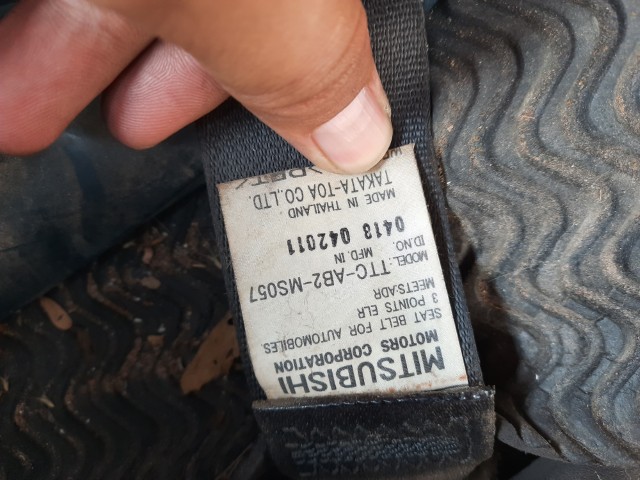 MITSUBISHI
MOTORS CORPORATION
SEAT BELT FOR AUTOMOBILES.
3 POINTS ELR
MEETS:ADR
MODEL: TTC-AB2-MS057
ID.NO. MFD.IN
0413 042011
MADE IN THAILAND
TAKATA-TOA CO.,LTD.
>PET<